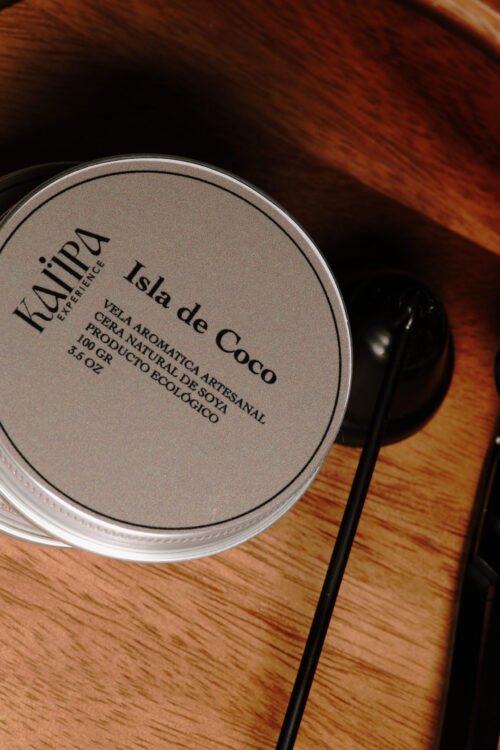 KAIIPA
EXPERIENCE
Isla de Coco
VELA AROMATICA ARTESANAL
CERA NATURAL DE SOYA
PRODUCTO ECOLÓGICO
100 GR
3.5 OZ